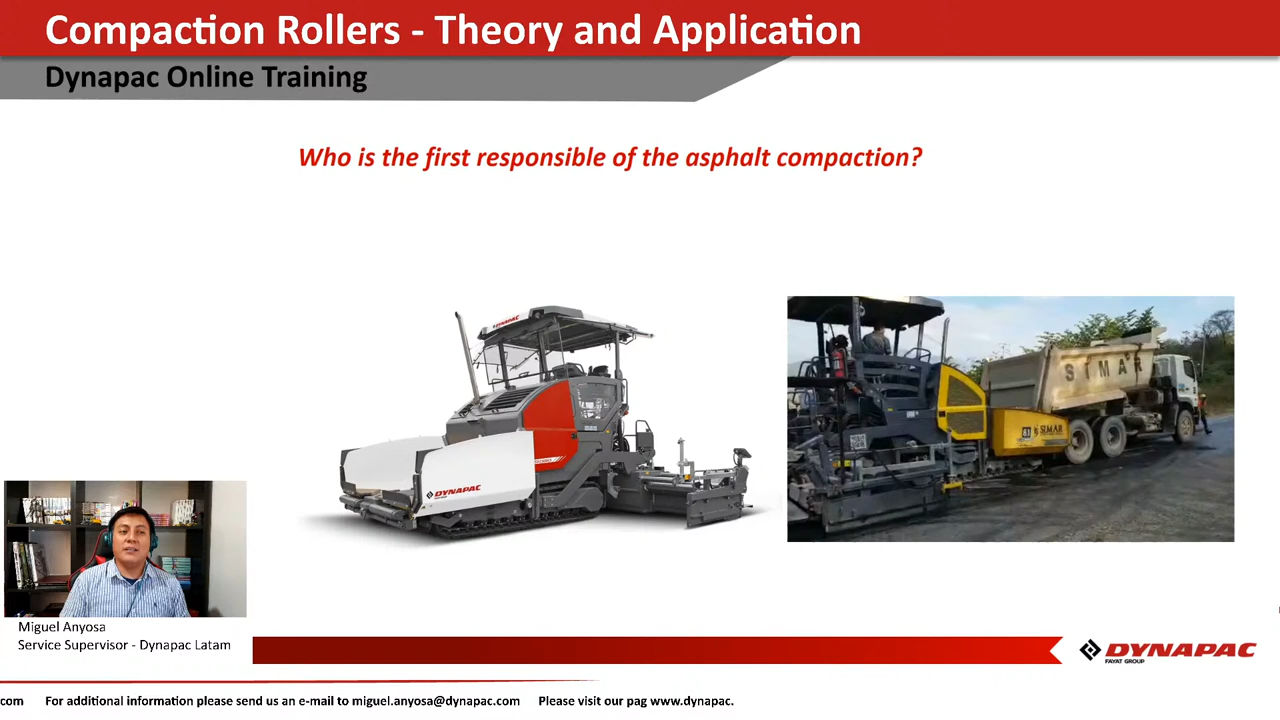 Compaction Rollers - Theory and Application
Dynapac Online Training
Who is the first responsible of the asphalt compaction?
DYNAPAC
DYNAPAC
SIMAR
SIMAR
Miguel Anyosa
Service Supervisor - Dynapac Latam
DYNAPAC
FAYAT GROUP
com For additional information please send us an e-mail to miguel.anyosa@dynapac.com Please visit our pag www.dynapac.